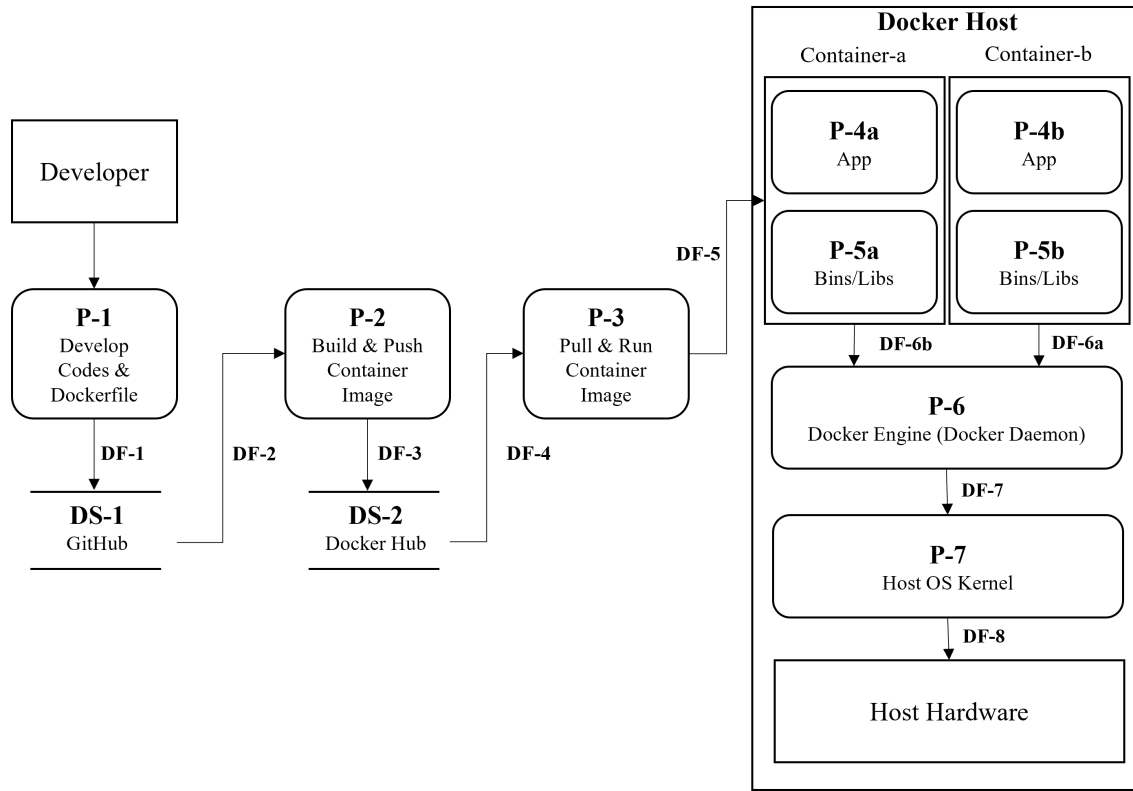 Docker Host
Container-a
Container-b
P-4a
App
P-4b
App
Developer
P-5a
Bins/Libs
P-5b
Bins/Libs
DF-5
P-1
Develop
Codes &
Dockerfile
P-2
Build & Push
Container
Image
P-3
Pull & Run
Container
Image
DF-6b
DF-6a
P-6
Docker Engine (Docker Daemon)
DF-1
DF-2
DF-3
DF-4
DF-7
DS-1
GitHub
DS-2
Docker Hub
P-7
Host OS Kernel
DF-8
Host Hardware